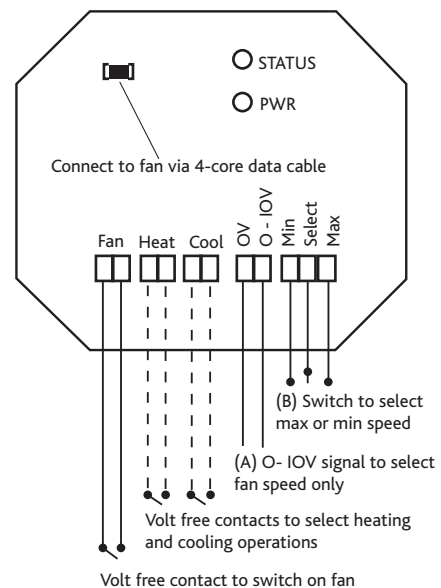 STATUS
PWR
Connect to fan via 4-core data cable
Fan Heat Cool OV O - IOV Min Select Max
(B) Switch to select
max or min speed
(A) O- IOV signal to select
fan speed only
Volt free contacts to select heating
and cooling operations
Volt free contact to switch on fan